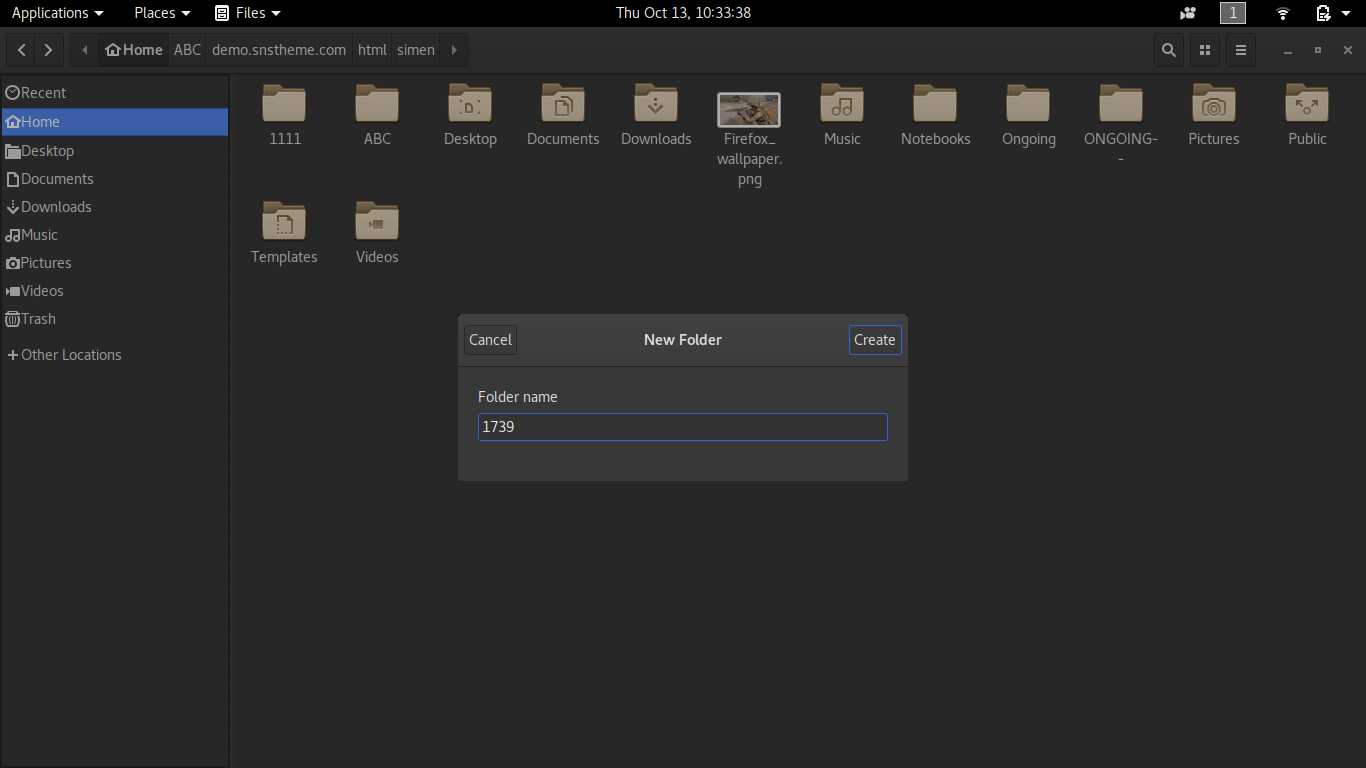 Applications Places Files Thu Oct 13, 10:33:38 1
Home ABC demo.snstheme.com html simen
Recent
Home
Desktop
Documents
Downloads
Music
Pictures
Videos
Trash
Other Locations
1111 ABC Desktop Documents Downloads Firefox_ Music Notebooks Ongoing ONGOING- Pictures Public
wallpaper. -
png
Templates Videos
Cancel New Folder Create
Folder name
1739